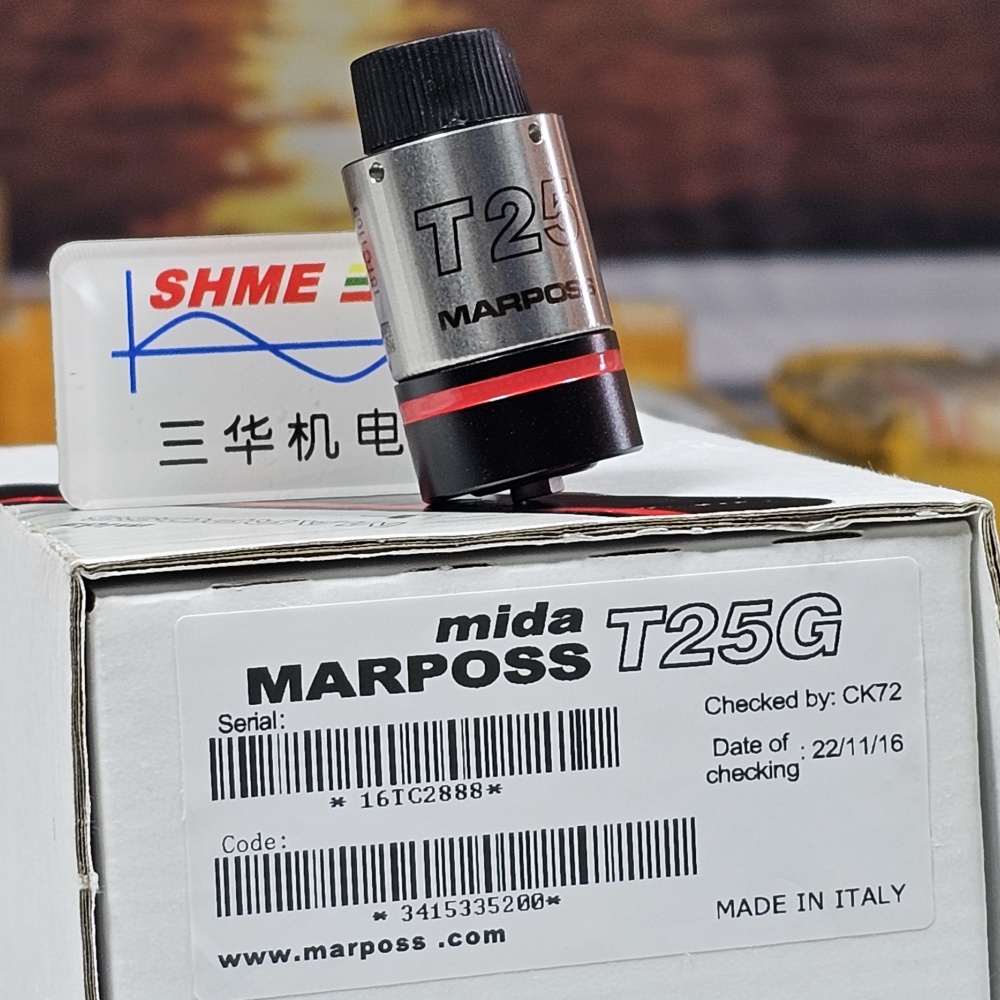 T25
MARPOSS
SHME
三华机电
mida
MARPOSS T25G
Serial:
* 16TC2888*
Checked by: CK72
Date of checking : 22/11/16
Code:
* 3415335200*
MADE IN ITALY
www.marposs .com